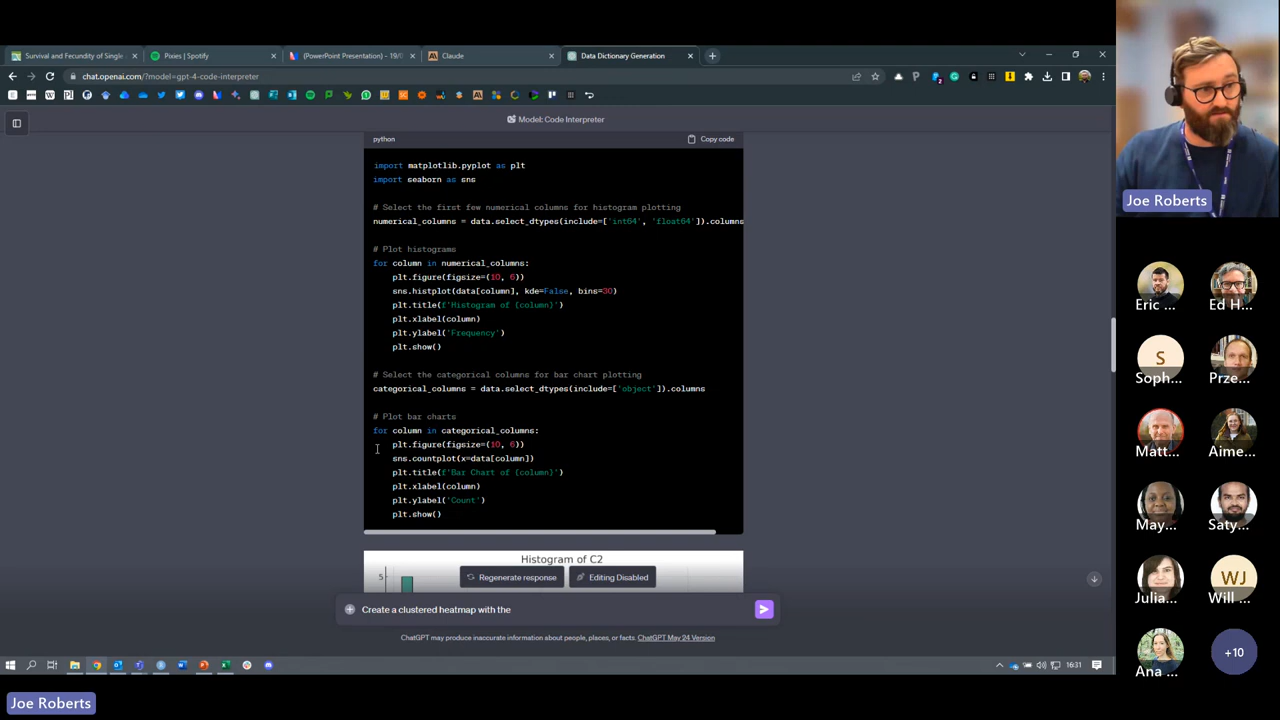 Survival and Fecundity of Single
Pixies | Spotify
(PowerPoint Presentation) - 19/0
Claude
Data Dictionary Generation
chat.openai.com/?model=gpt-4-code-interpreter
Model: Code Interpreter
python
Copy code
import matplotlib.pyplot as plt
import seaborn as sns
# Select the first few numerical columns for histogram plotting
numerical_columns = data.select_dtypes(include=['int64', 'float64']).columns
# Plot histograms
for column in numerical_columns:
plt.figure(figsize=(10, 6))
sns.histplot(data[column], kde=False, bins=30)
plt.title(f'Histogram of {column}')
plt.xlabel(column)
plt.ylabel('Frequency')
plt.show()
# Select the categorical columns for bar chart plotting
categorical_columns = data.select_dtypes(include=['object']).columns
# Plot bar charts
for column in categorical_columns:
plt.figure(figsize=(10, 6))
sns.countplot(x=data[column])
plt.title(f'Bar Chart of {column}')
plt.xlabel(column)
plt.ylabel('Count')
plt.show()
Histogram of C2
5
Regenerate response
Editing Disabled
Create a clustered heatmap with the
ChatGPT may produce inaccurate information about people, places, or facts. ChatGPT May 24 Version
16:31
Joe Roberts
Joe Roberts
Eric ...
Ed H...
S
Soph...
Prze...
Matt...
Aime...
May...
Saty...
Julia...
WJ
Will ...
Ana ...
+10